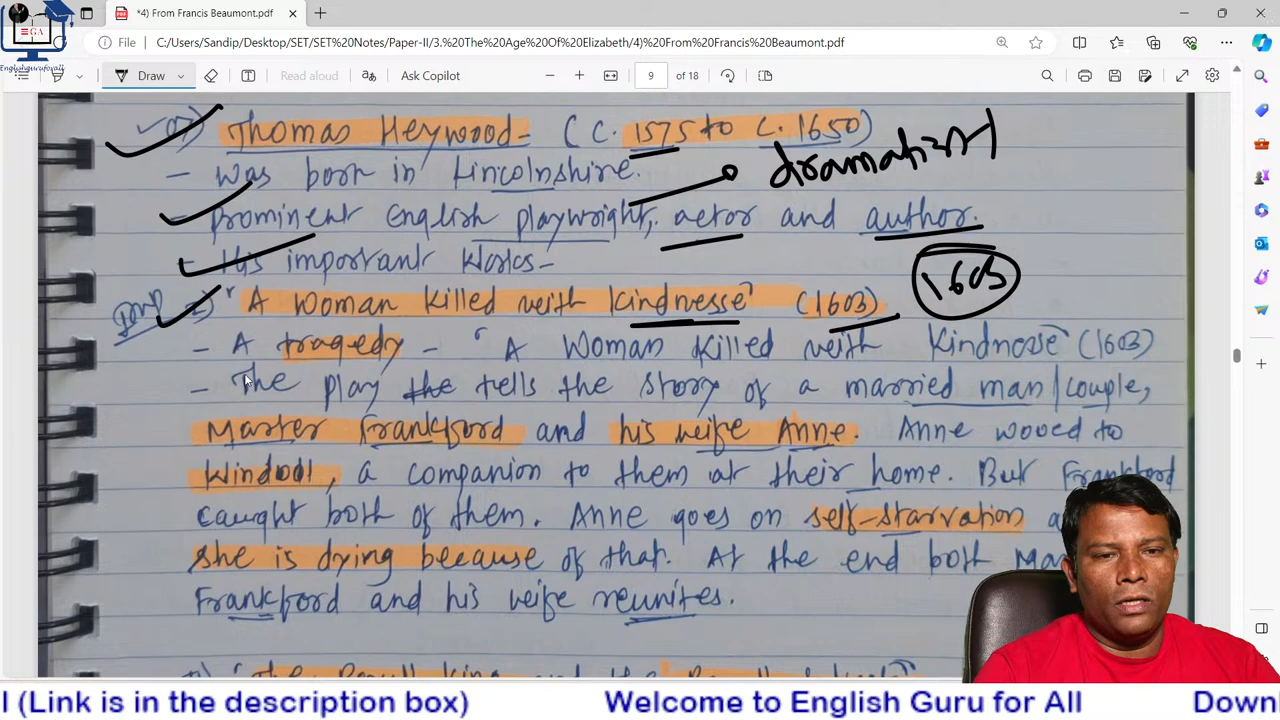 *4) From Francis Beaumont.pdf
File
C:/Users/Sandip/Desktop/SET/SET%20Notes/Paper-II/3.%20The%20Age%20Of%20Elizabeth/4)%20From%20Francis%20Beaumont.pdf
EGA
Englishguruforall
Draw
Read aloud
Ask Copilot
9 of 18
07) Thomas Heywood - (C. 1575 to C. 1650)
dramatist
- was born in Lincolnshire.
- prominent English playwright, actor and author.
- His important Works-
1603
Imp "A Woman Killed with Kindnesse" (1603)
- A tragedy - "A Woman Killed with Kindnesse (1603)
- The play the tells the story of a married man/couple,
Master Frankford and his wife Anne. Anne wooed to
Windoll, a companion to them at their home. But Frankford
caught both of them. Anne goes on self-starvation
she is dying because of that. At the end both
Frankford and his wife reunites.
l (Link is in the description box)
Welcome to English Guru for All
Downl